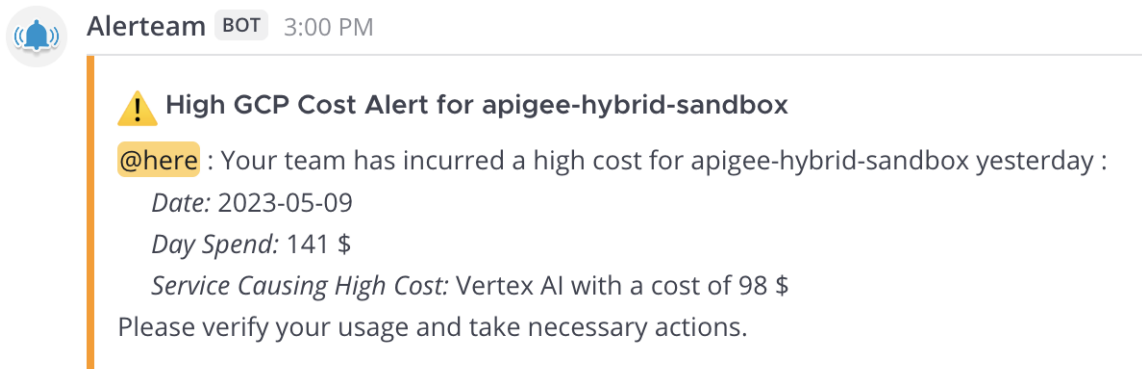 Alerteam BOT 3:00 PM
High GCP Cost Alert for apigee-hybrid-sandbox
@here : Your team has incurred a high cost for apigee-hybrid-sandbox yesterday :
Date: 2023-05-09
Day Spend: 141 $
Service Causing High Cost: Vertex AI with a cost of 98 $
Please verify your usage and take necessary actions.